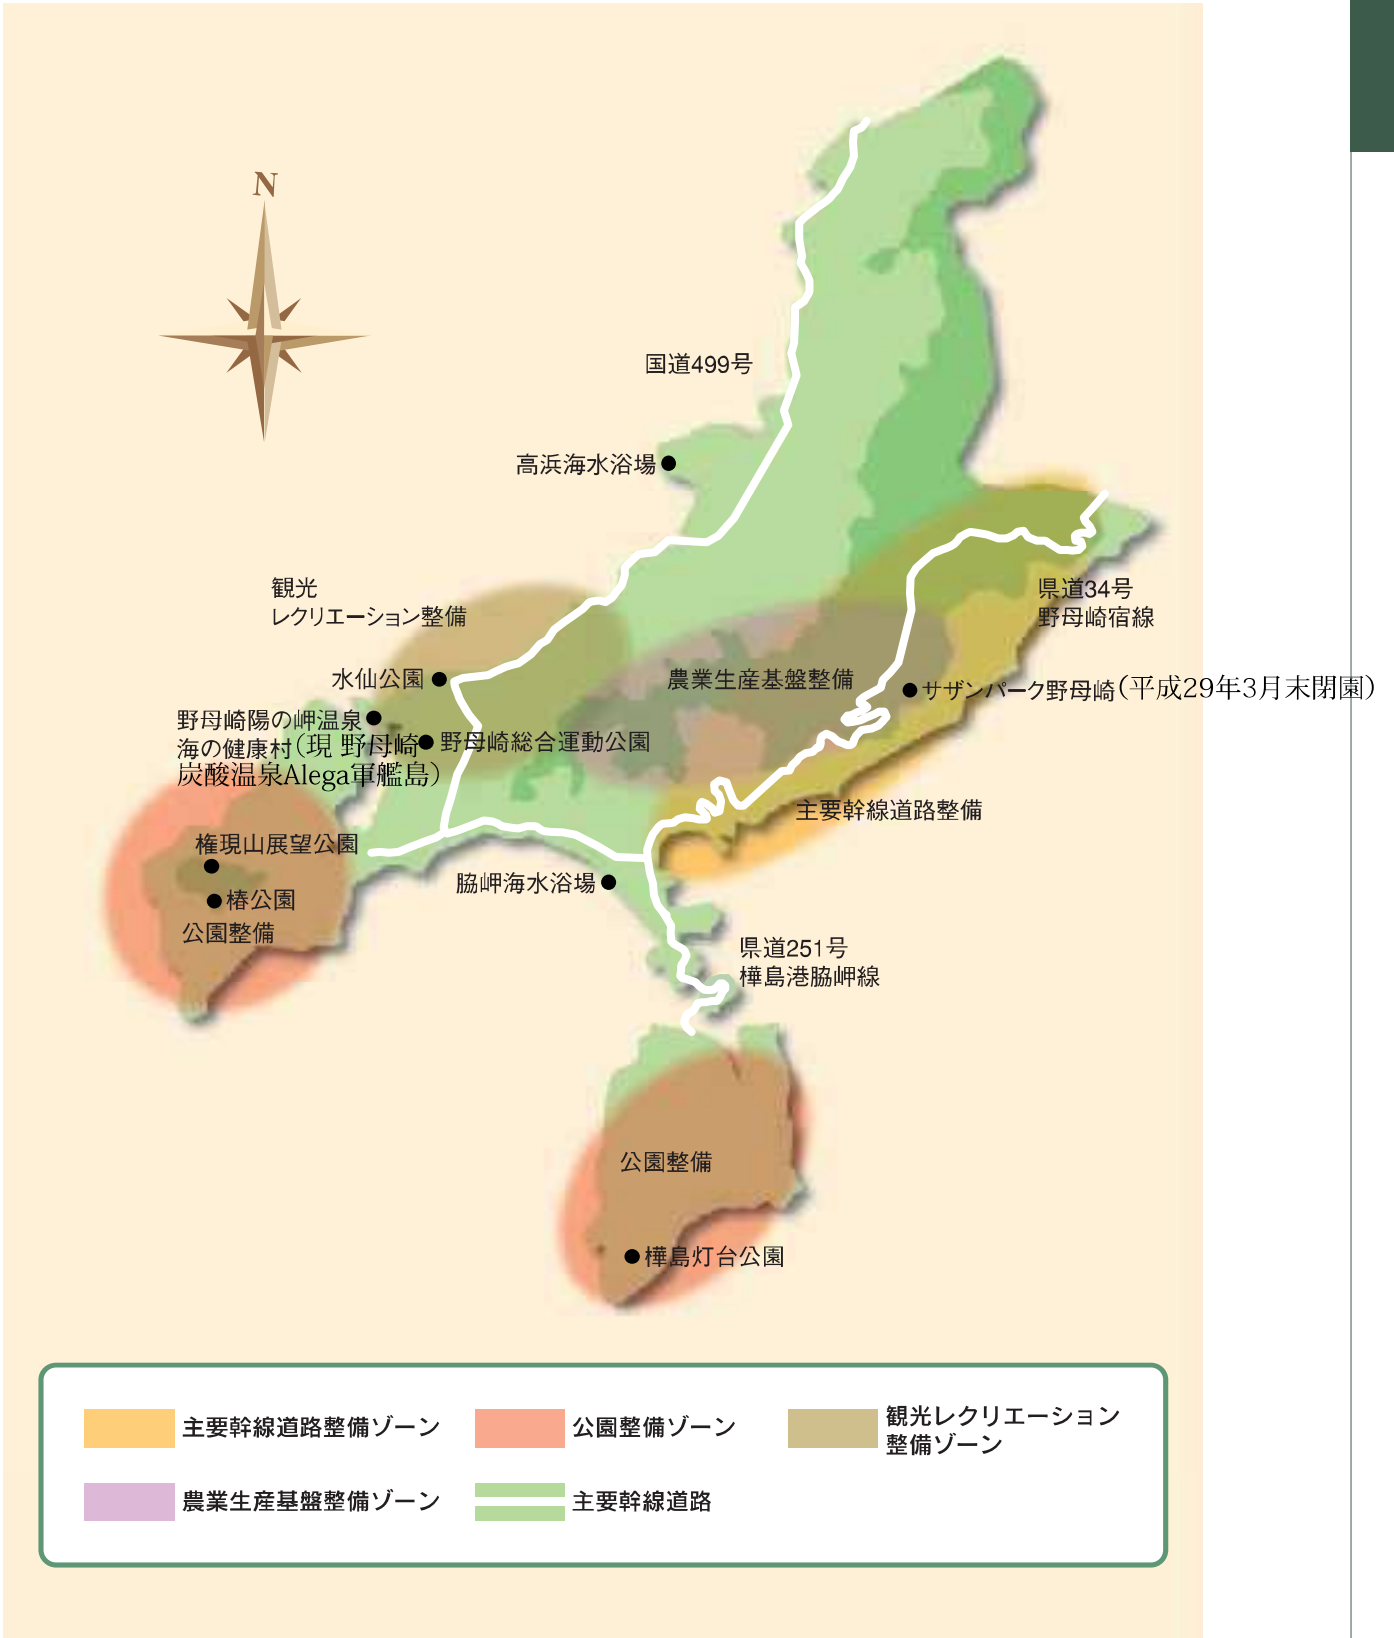 N
国道499号
高浜海水浴場
観光
レクリエーション整備
県道34号
野母崎宿線
水仙公園
農業生産基盤整備
サザンパーク野母崎(平成29年3月末閉園)
野母崎陽の岬温泉
海の健康村(現 野母崎
炭酸温泉Alega軍艦島)
野母崎総合運動公園
主要幹線道路整備
権現山展望公園
椿公園
公園整備
脇岬海水浴場
県道251号
樺島港脇岬線
公園整備
樺島灯台公園
主要幹線道路整備ゾーン
公園整備ゾーン
観光レクリエーション
整備ゾーン
農業生産基盤整備ゾーン
主要幹線道路